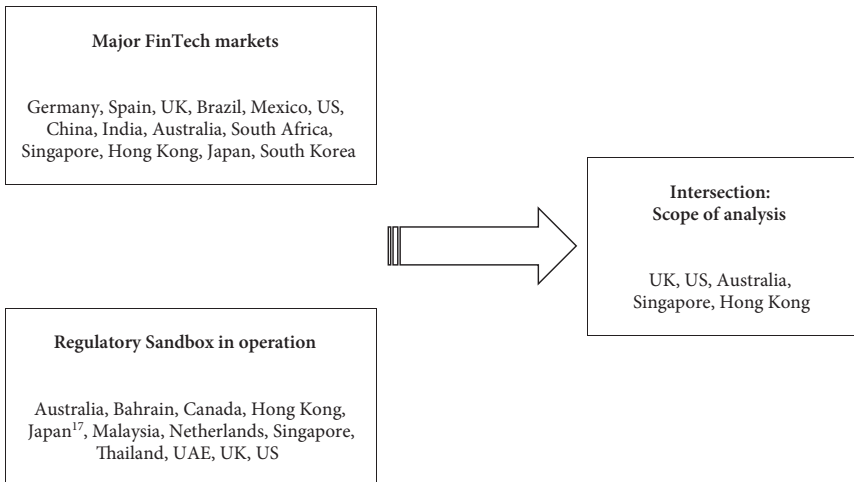 Major FinTech markets
Germany, Spain, UK, Brazil, Mexico, US,
China, India, Australia, South Africa,
Singapore, Hong Kong, Japan, South Korea
Regulatory Sandbox in operation
Australia, Bahrain, Canada, Hong Kong,
Japan¹⁷, Malaysia, Netherlands, Singapore,
Thailand, UAE, UK, US
Intersection:
Scope of analysis
UK, US, Australia,
Singapore, Hong Kong